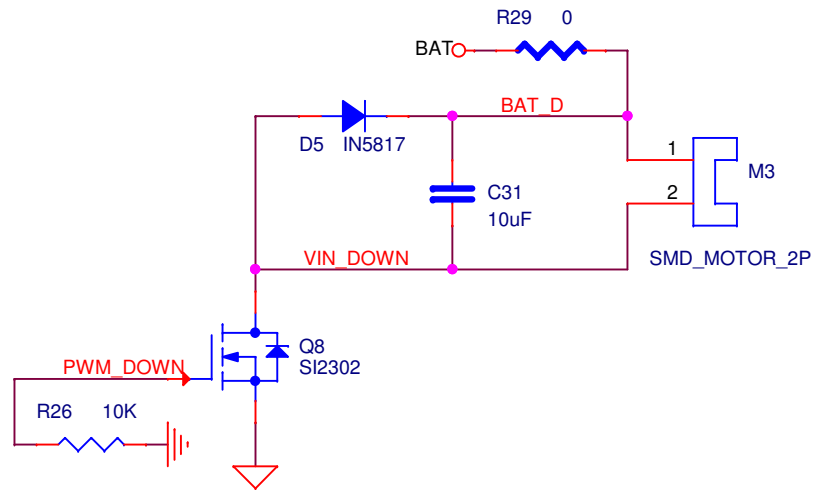 R29 0
BAT
BAT_D
D5 IN5817
1
M3
C31
10uF
2
VIN_DOWN
SMD_MOTOR_2P
Q8
SI2302
PWM_DOWN
R26 10K